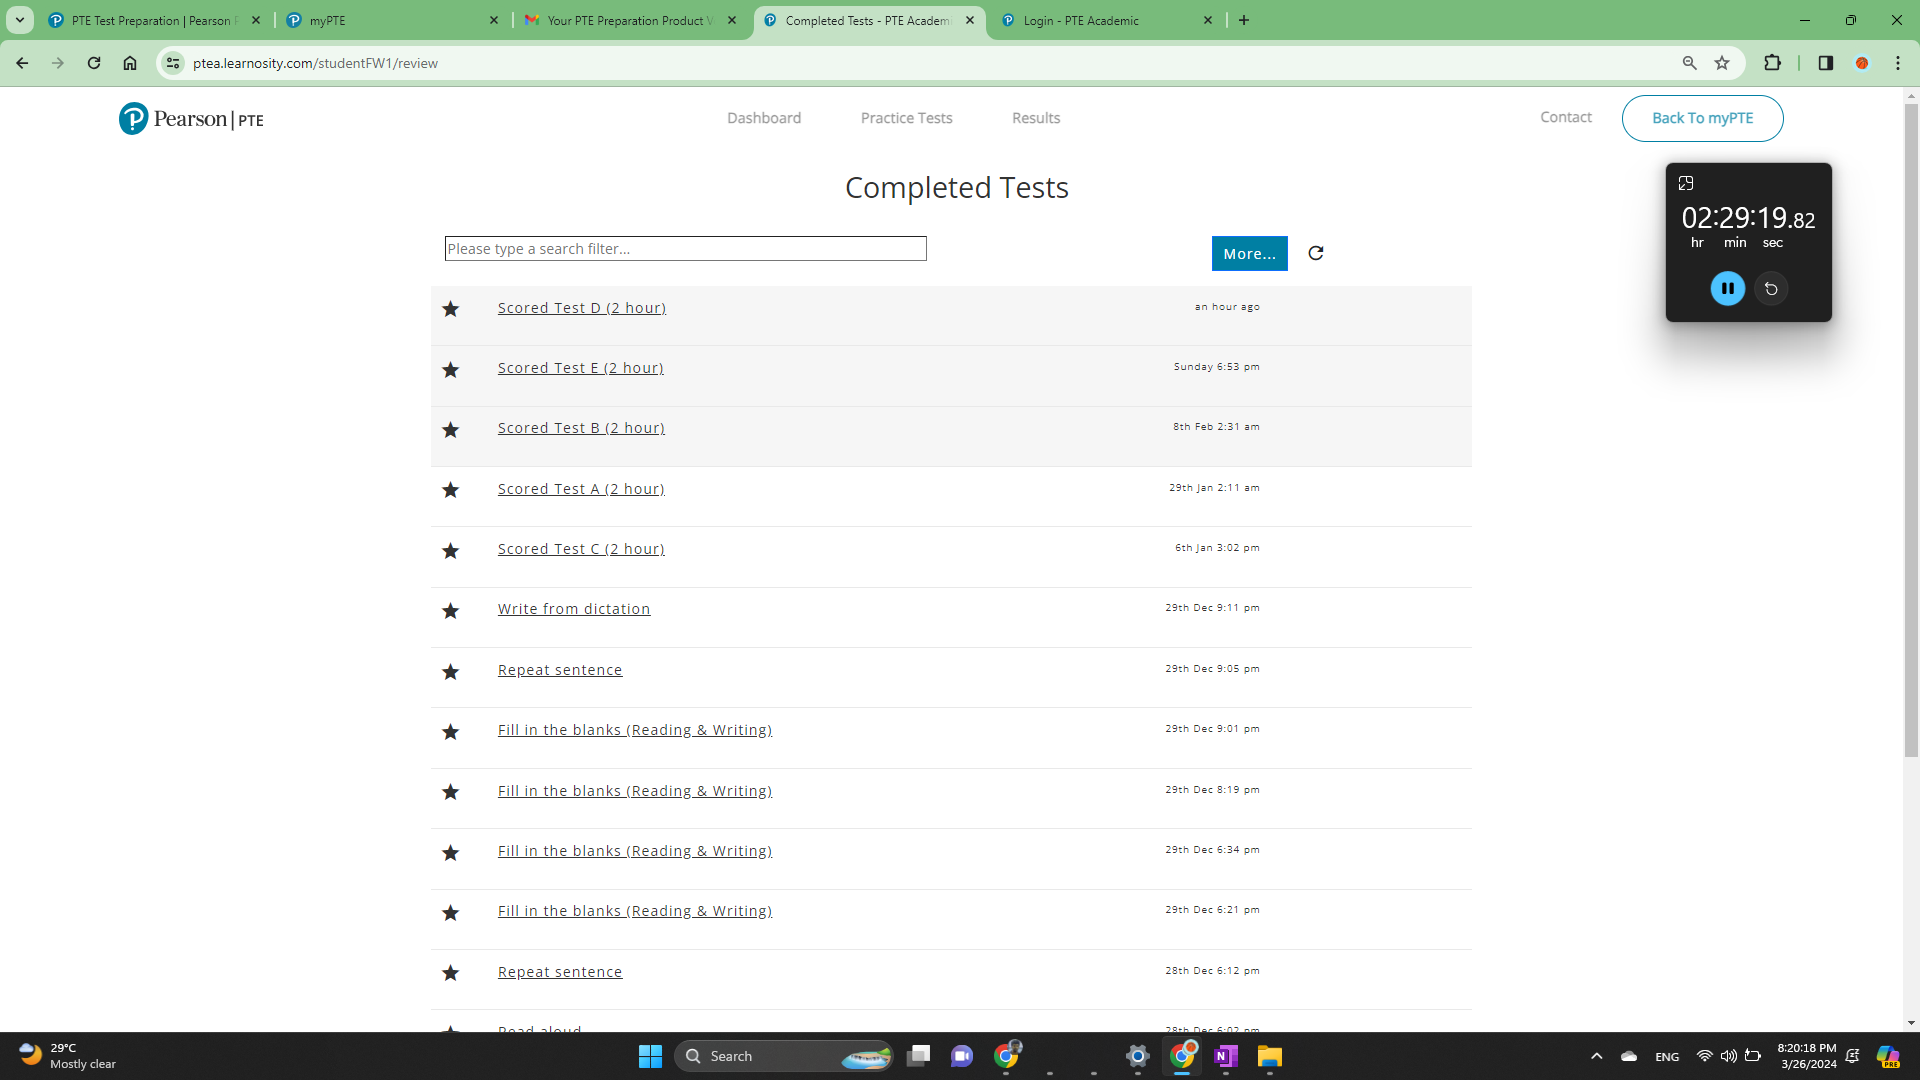 PTE Test Preparation | Pearson P
myPTE
Your PTE Preparation Product V
Completed Tests - PTE Academi
Login - PTE Academic
ptea.learnosity.com/studentFW1/review
Pearson | PTE
Dashboard
Practice Tests
Results
Contact
Back To myPTE
Completed Tests
02:29:19.82
hr min sec
Please type a search filter...
More...
Scored Test D (2 hour)
an hour ago
Scored Test E (2 hour)
Sunday 6:53 pm
Scored Test B (2 hour)
8th Feb 2:31 am
Scored Test A (2 hour)
29th Jan 2:11 am
Scored Test C (2 hour)
6th Jan 3:02 pm
Write from dictation
29th Dec 9:11 pm
Repeat sentence
29th Dec 9:05 pm
Fill in the blanks (Reading & Writing)
29th Dec 9:01 pm
Fill in the blanks (Reading & Writing)
29th Dec 8:19 pm
Fill in the blanks (Reading & Writing)
29th Dec 6:34 pm
Fill in the blanks (Reading & Writing)
29th Dec 6:21 pm
Repeat sentence
28th Dec 6:12 pm
Read aloud
28th Dec 6:02 pm
29°C
Mostly clear
Search
ENG
8:20:18 PM
3/26/2024